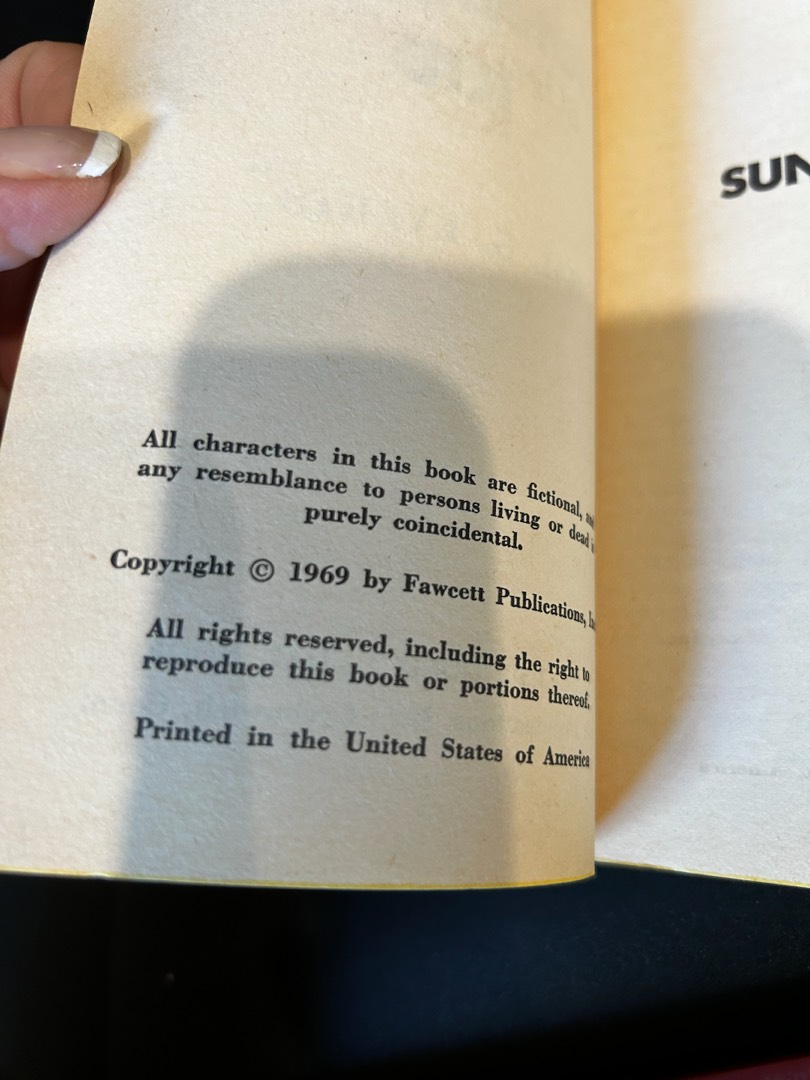 All characters in this book are fictional,
any resemblance to persons living or dead
purely coincidental.
Copyright © 1969 by Fawcett Publications,
All rights reserved, including the right to
reproduce this book or portions thereof.
Printed in the United States of America
SUN